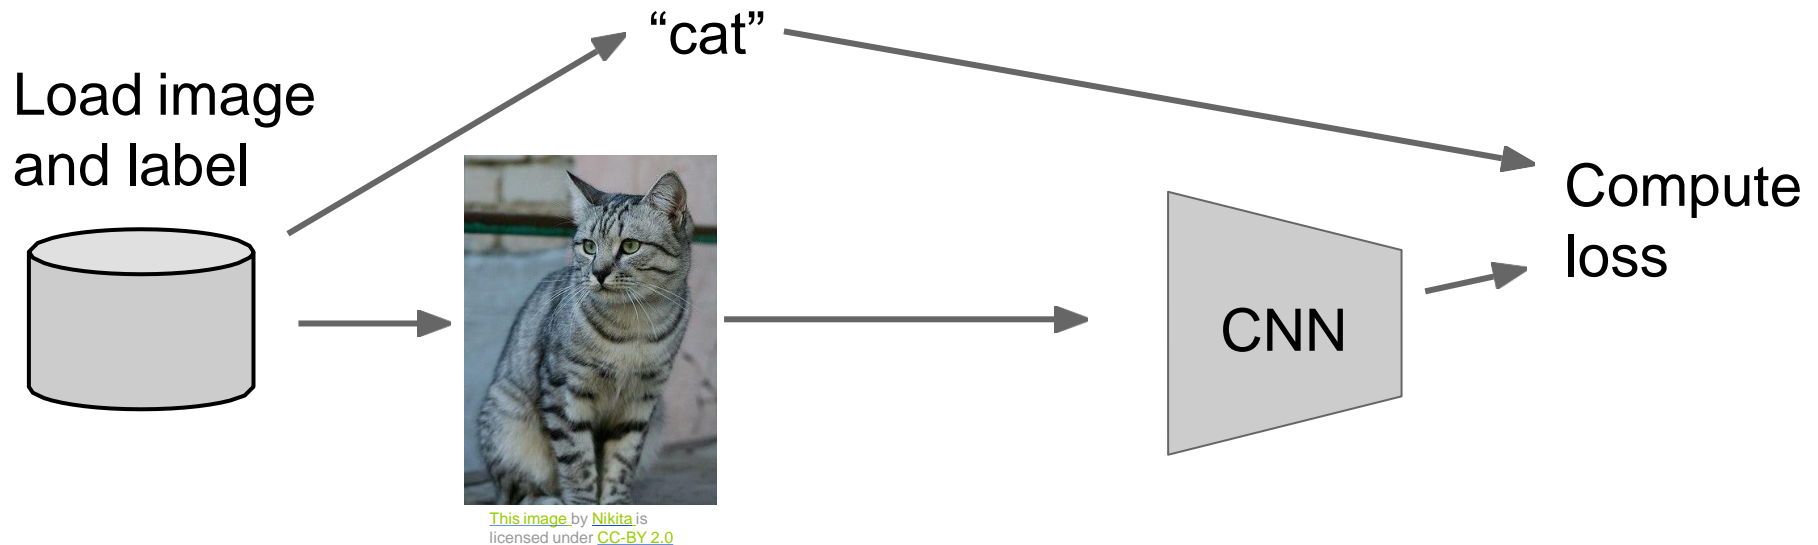 “cat”
Load image
and label
Compute
loss
CNN
This image by Nikita is
licensed under CC-BY 2.0